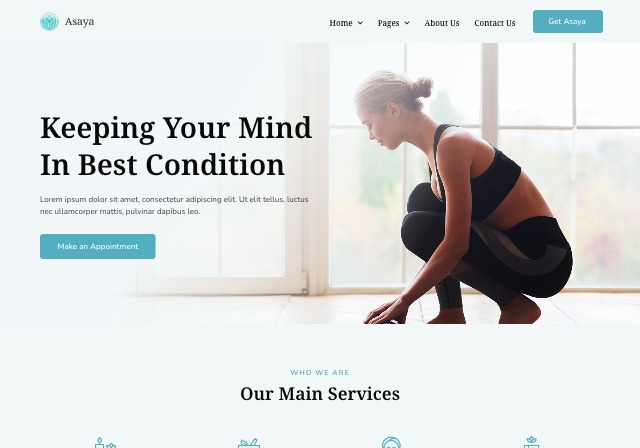 Asaya
Home
Pages
About Us
Contact Us
Get Asaya
Keeping Your Mind
In Best Condition
Lorem ipsum dolor sit amet, consectetur adipiscing elit. Ut elit tellus, luctus
nec ullamcorper mattis, pulvinar dapibus leo.
Make an Appointment
WHO WE ARE
Our Main Services